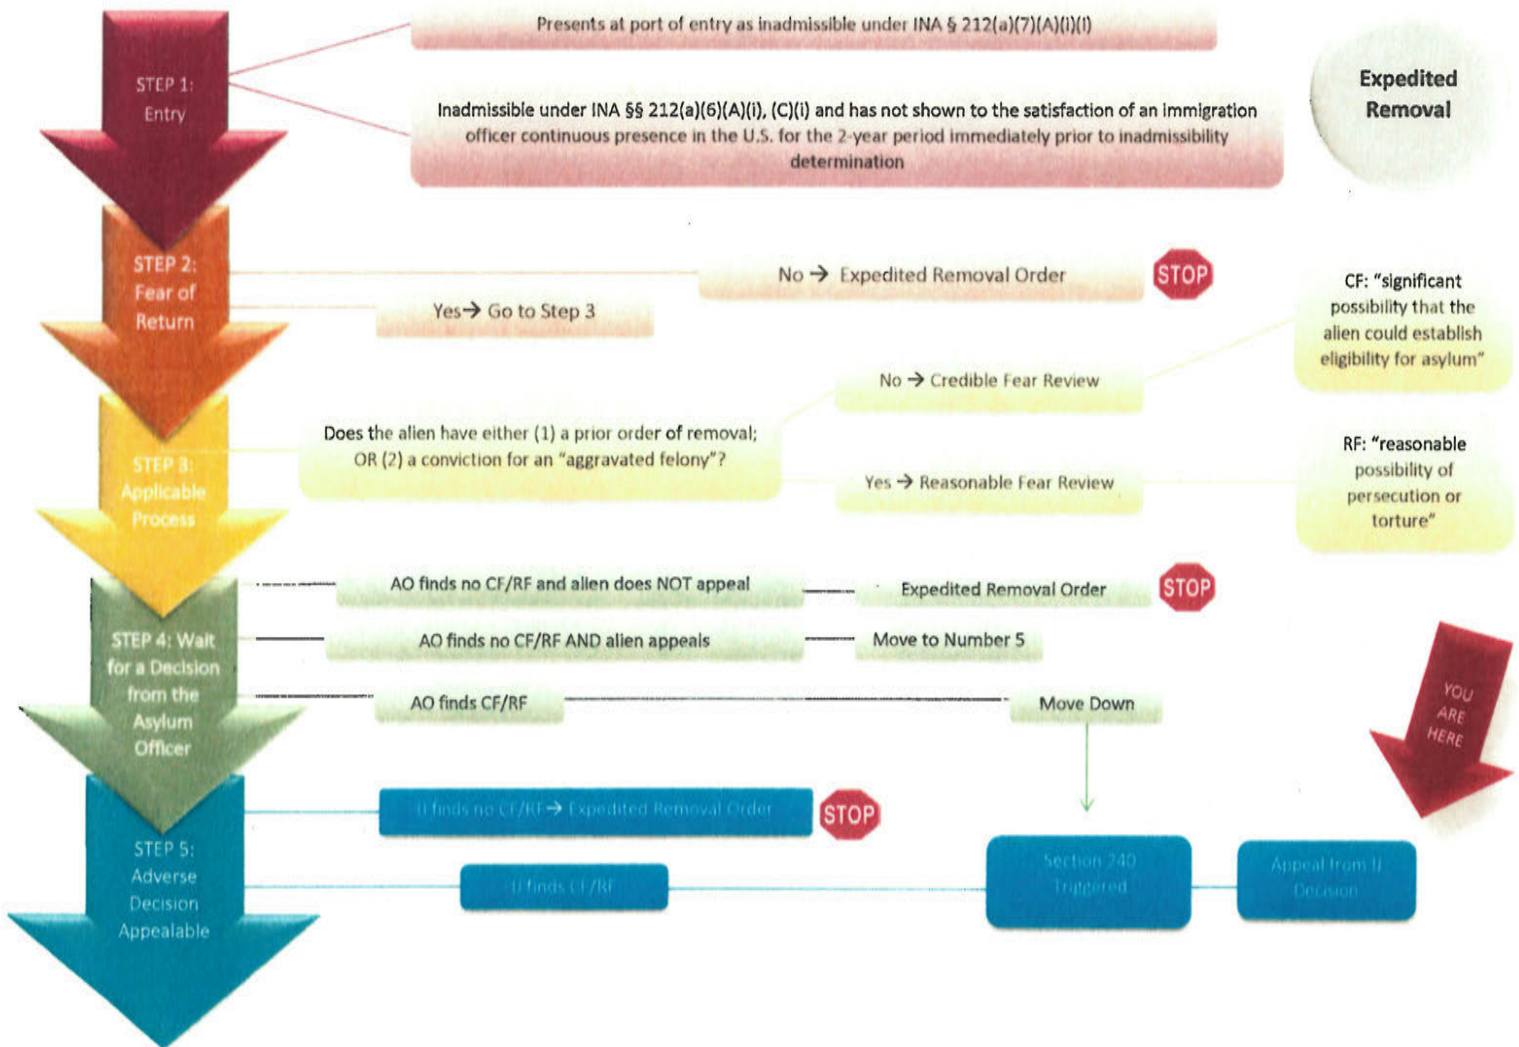 STEP 1:
Entry
Presents at port of entry as inadmissible under INA § 212(a)(7)(A)(i)(I)
Inadmissible under INA §§ 212(a)(6)(A)(i), (C)(i) and has not shown to the satisfaction of an immigration
officer continuous presence in the U.S. for the 2-year period immediately prior to inadmissibility
determination
Expedited
Removal
STEP 2:
Fear of
Return
No → Expedited Removal Order
STOP
Yes→ Go to Step 3
STEP 3:
Applicable
Process
Does the alien have either (1) a prior order of removal;
OR (2) a conviction for an "aggravated felony"?
No → Credible Fear Review
CF: "significant
possibility that the
alien could establish
eligibility for asylum"
Yes → Reasonable Fear Review
RF: "reasonable
possibility of
persecution or
torture"
STEP 4: Wait
for a Decision
from the
Asylum
Officer
AO finds no CF/RF and alien does NOT appeal
Expedited Removal Order
STOP
AO finds no CF/RF AND alien appeals
Move to Number 5
AO finds CF/RF
Move Down
YOU
ARE
HERE
STEP 5:
Adverse
Decision
Appealable
IJ finds no CF/RF→ Expedited Removal Order
STOP
IJ finds CF/RF
Section 240
Triggered
Appeal from IJ
Decision